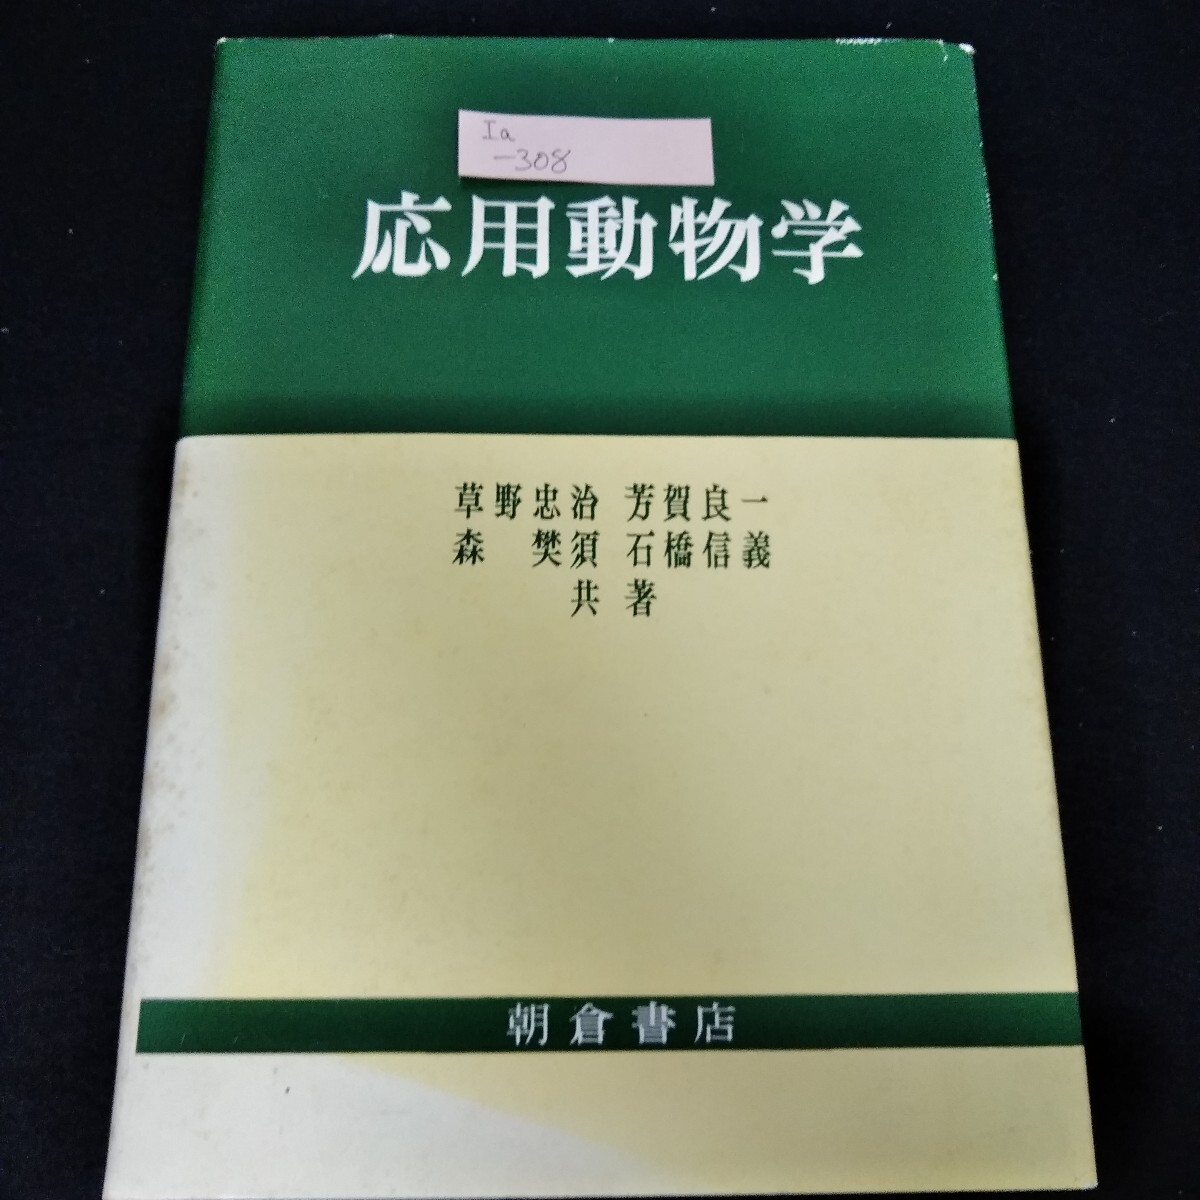 Ia
-308
応用動物学
草野忠治 芳賀良一
森 樊須 石橋信義
共著
朝倉書店